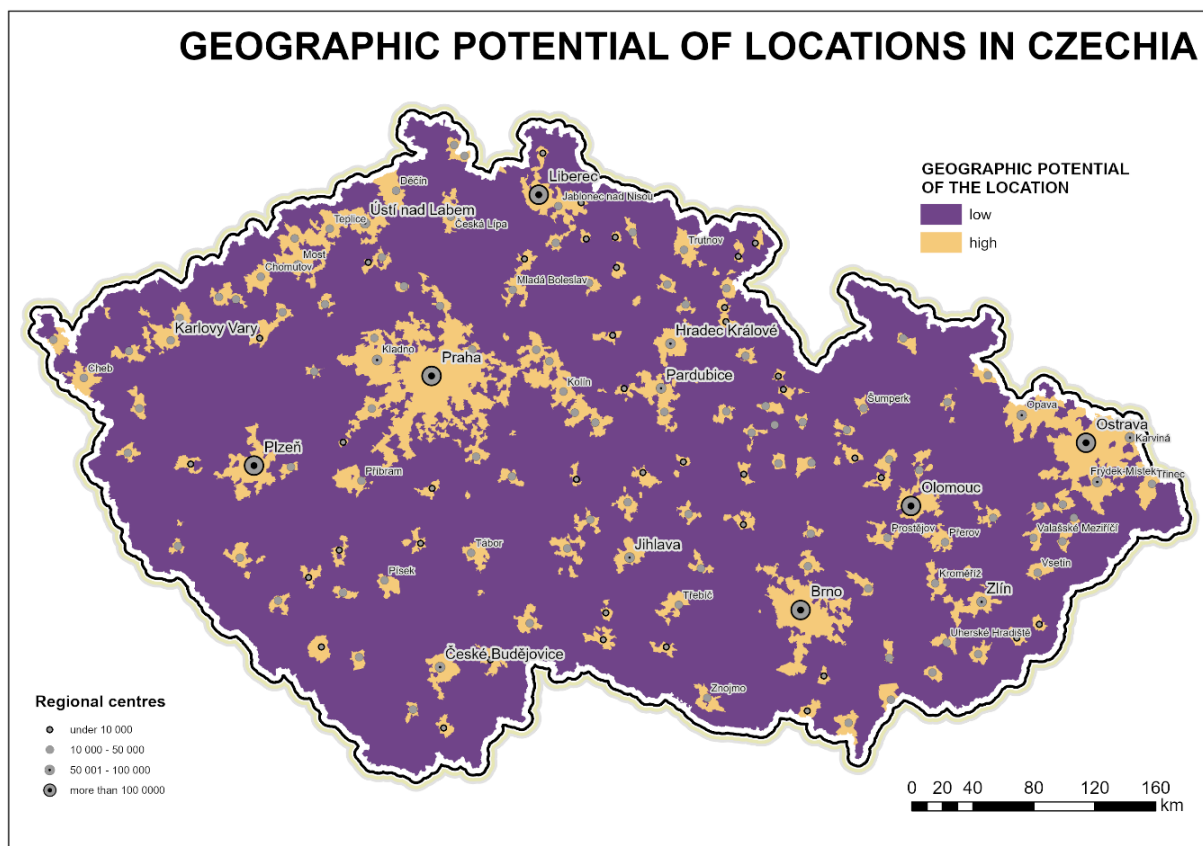 GEOGRAPHIC POTENTIAL OF LOCATIONS IN CZECHIA
GEOGRAPHIC POTENTIAL
OF THE LOCATION
low
high
Děčín
Liberec
Jablonec nad Nisou
Ústí nad Labem
Teplice
Česká Lípa
Trutnov
Most
Chomutov
Mladá Boleslav
Karlovy Vary
Hradec Králové
Kladno
Praha
Cheb
Kolín
Pardubice
Šumperk
Opava
Ostrava
Karviná
Plzeň
Příbram
Frýdek-Místek
Třinec
Olomouc
Prostějov
Přerov
Valašské Meziříčí
Tábor
Jihlava
Vsetín
Písek
Kroměříž
Třebíč
Brno
Zlín
Uherské Hradiště
České Budějovice
Znojmo
Regional centres
under 10 000
10 000 - 50 000
50 001 - 100 000
more than 100 0000
0 20 40 80 120 160
km